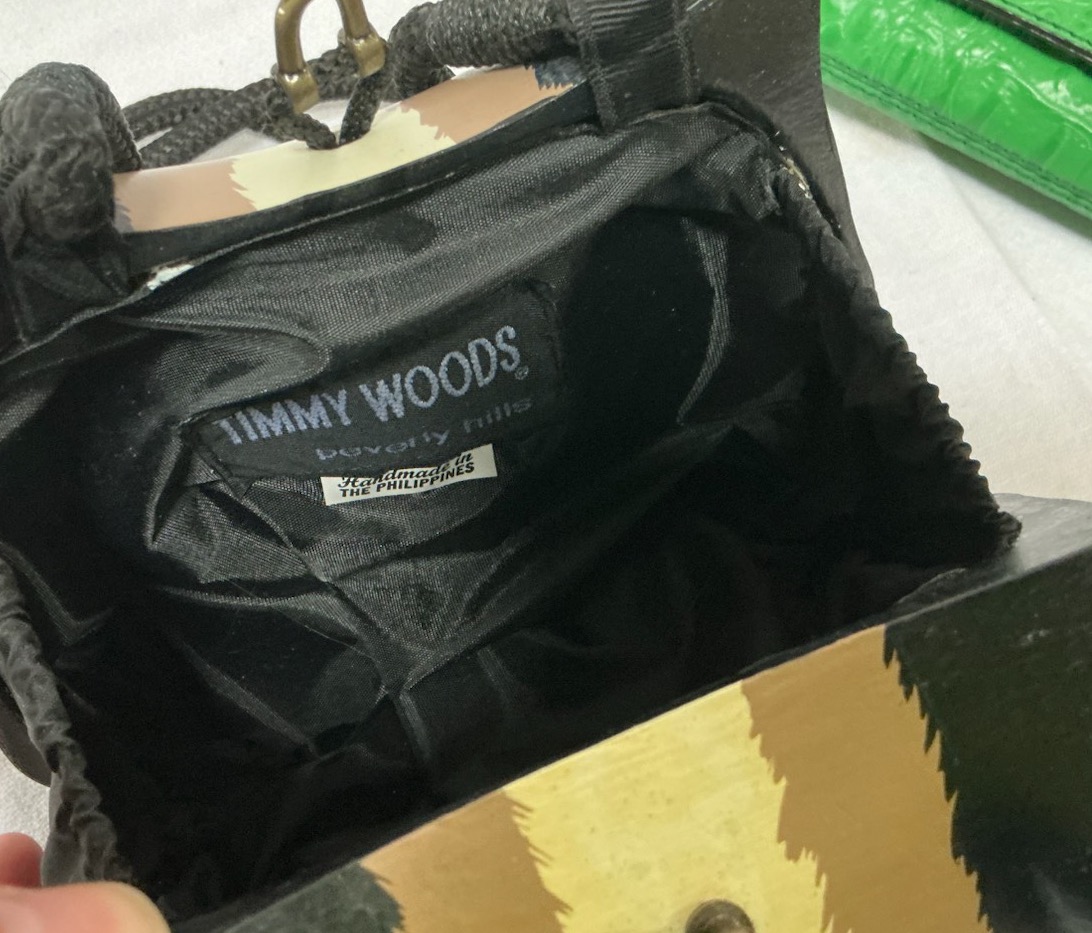 TIMMY WOODS®
beverly hills
Handmade in
THE PHILIPPINES